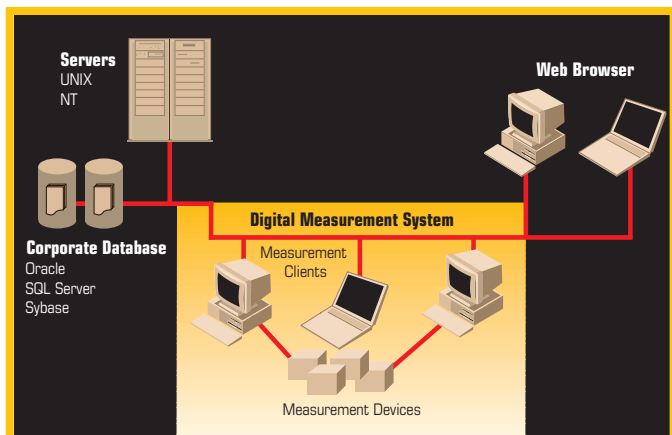 Servers
UNIX
NT
Web Browser
Digital Measurement System
Corporate Database
Oracle
SQL Server
Sybase
Measurement
Clients
Measurement Devices